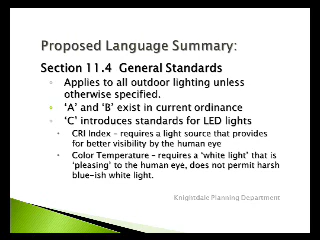 Proposed Language Summary:
Section 11.4 General Standards
Applies to all outdoor lighting unless
otherwise specified.
‘A’ and ‘B’ exist in current ordinance
‘C’ introduces standards for LED lights
CRI Index – requires a light source that provides
for better visibility by the human eye
Color Temperature – requires a ‘white light’ that is
‘pleasing’ to the human eye, does not permit harsh
blue-ish white light.
Knightdale Planning Department